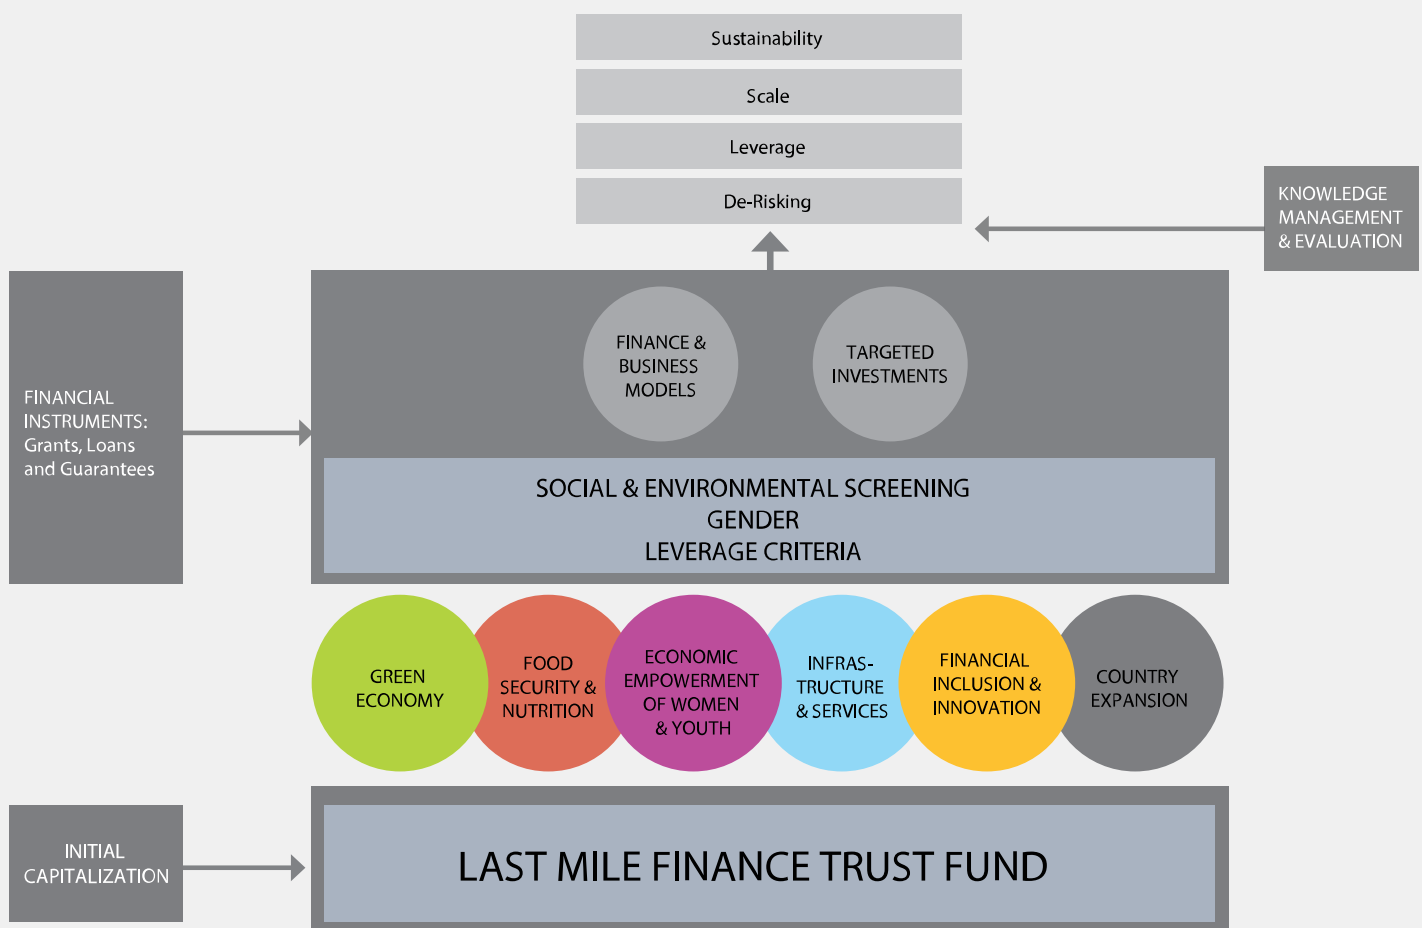 Sustainability
Scale
Leverage
De-Risking
KNOWLEDGE
MANAGEMENT
& EVALUATION
FINANCIAL
INSTRUMENTS:
Grants, Loans
and Guarantees
FINANCE &
BUSINESS
MODELS
TARGETED
INVESTMENTS
SOCIAL & ENVIRONMENTAL SCREENING
GENDER
LEVERAGE CRITERIA
GREEN
ECONOMY
FOOD
SECURITY &
NUTRITION
ECONOMIC
EMPOWERMENT
OF WOMEN
& YOUTH
INFRAS-
TRUCTURE
& SERVICES
FINANCIAL
INCLUSION &
INNOVATION
COUNTRY
EXPANSION
INITIAL
CAPITALIZATION
LAST MILE FINANCE TRUST FUND